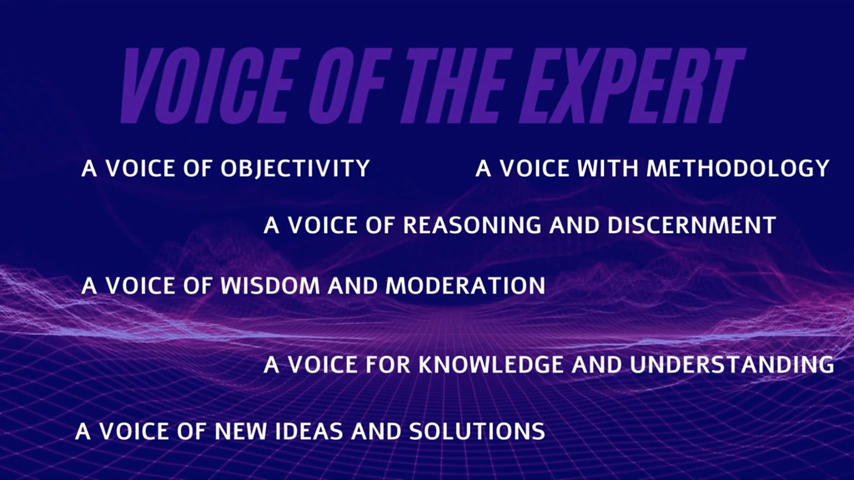 VOICE OF THE EXPERT
A VOICE OF OBJECTIVITY
A VOICE WITH METHODOLOGY
A VOICE OF REASONING AND DISCERNMENT
A VOICE OF WISDOM AND MODERATION
A VOICE FOR KNOWLEDGE AND UNDERSTANDING
A VOICE OF NEW IDEAS AND SOLUTIONS